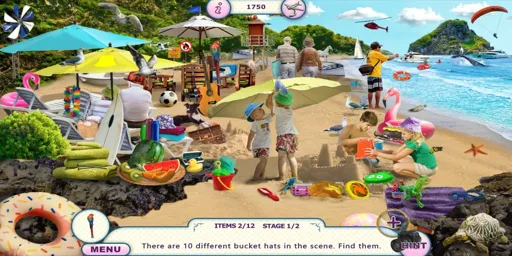 1750
ITEMS 2/12 STAGE 1/2
There are 10 different bucket hats in the scene. Find them.
MENU
HINT